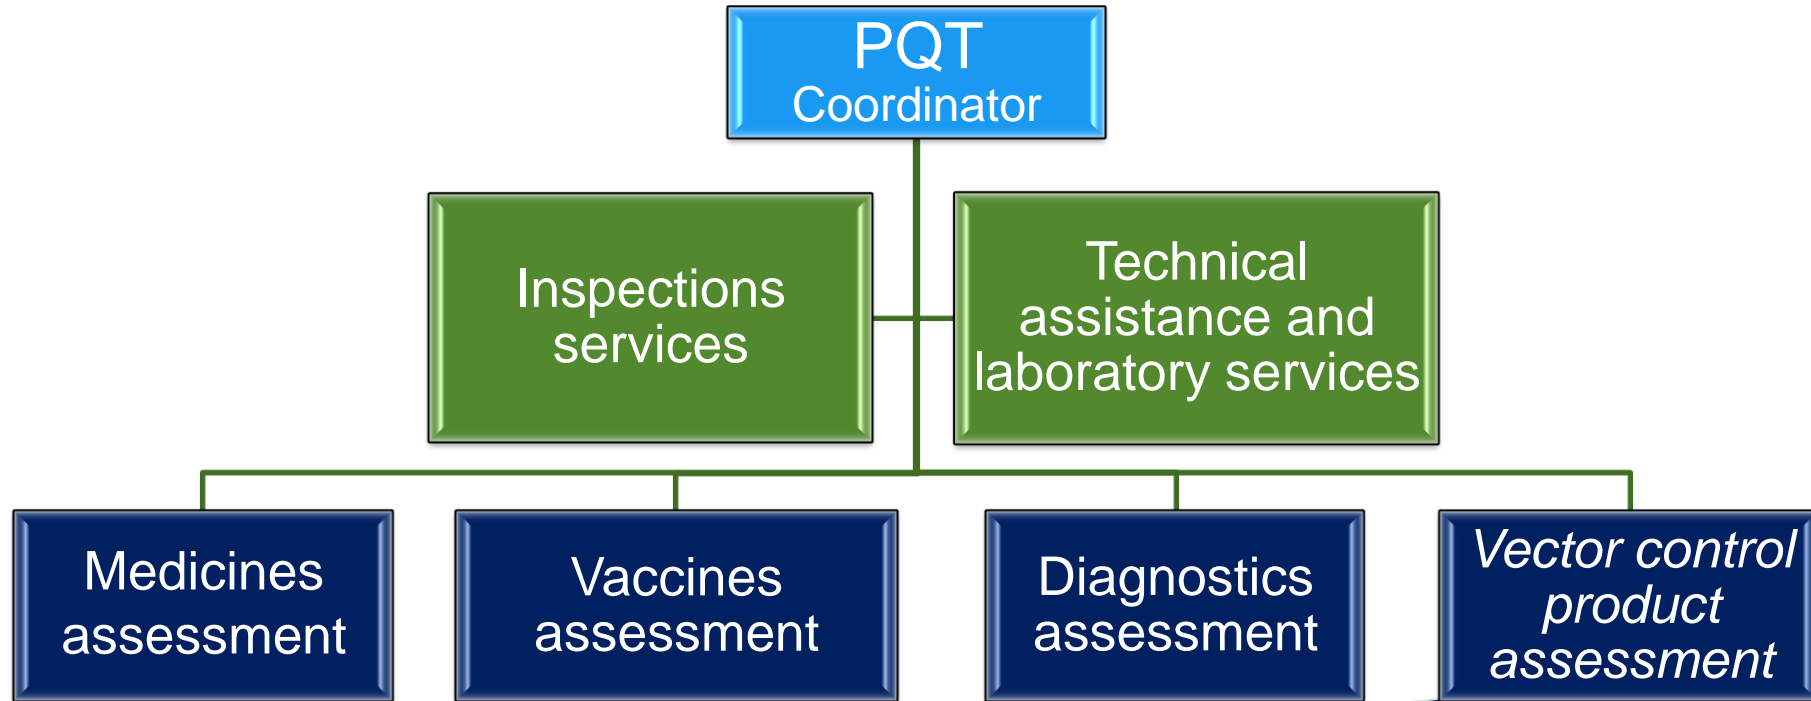 PQT
Coordinator
Inspections
services
Technical
assistance and
laboratory services
Medicines
assessment
Vaccines
assessment
Diagnostics
assessment
Vector control
product
assessment